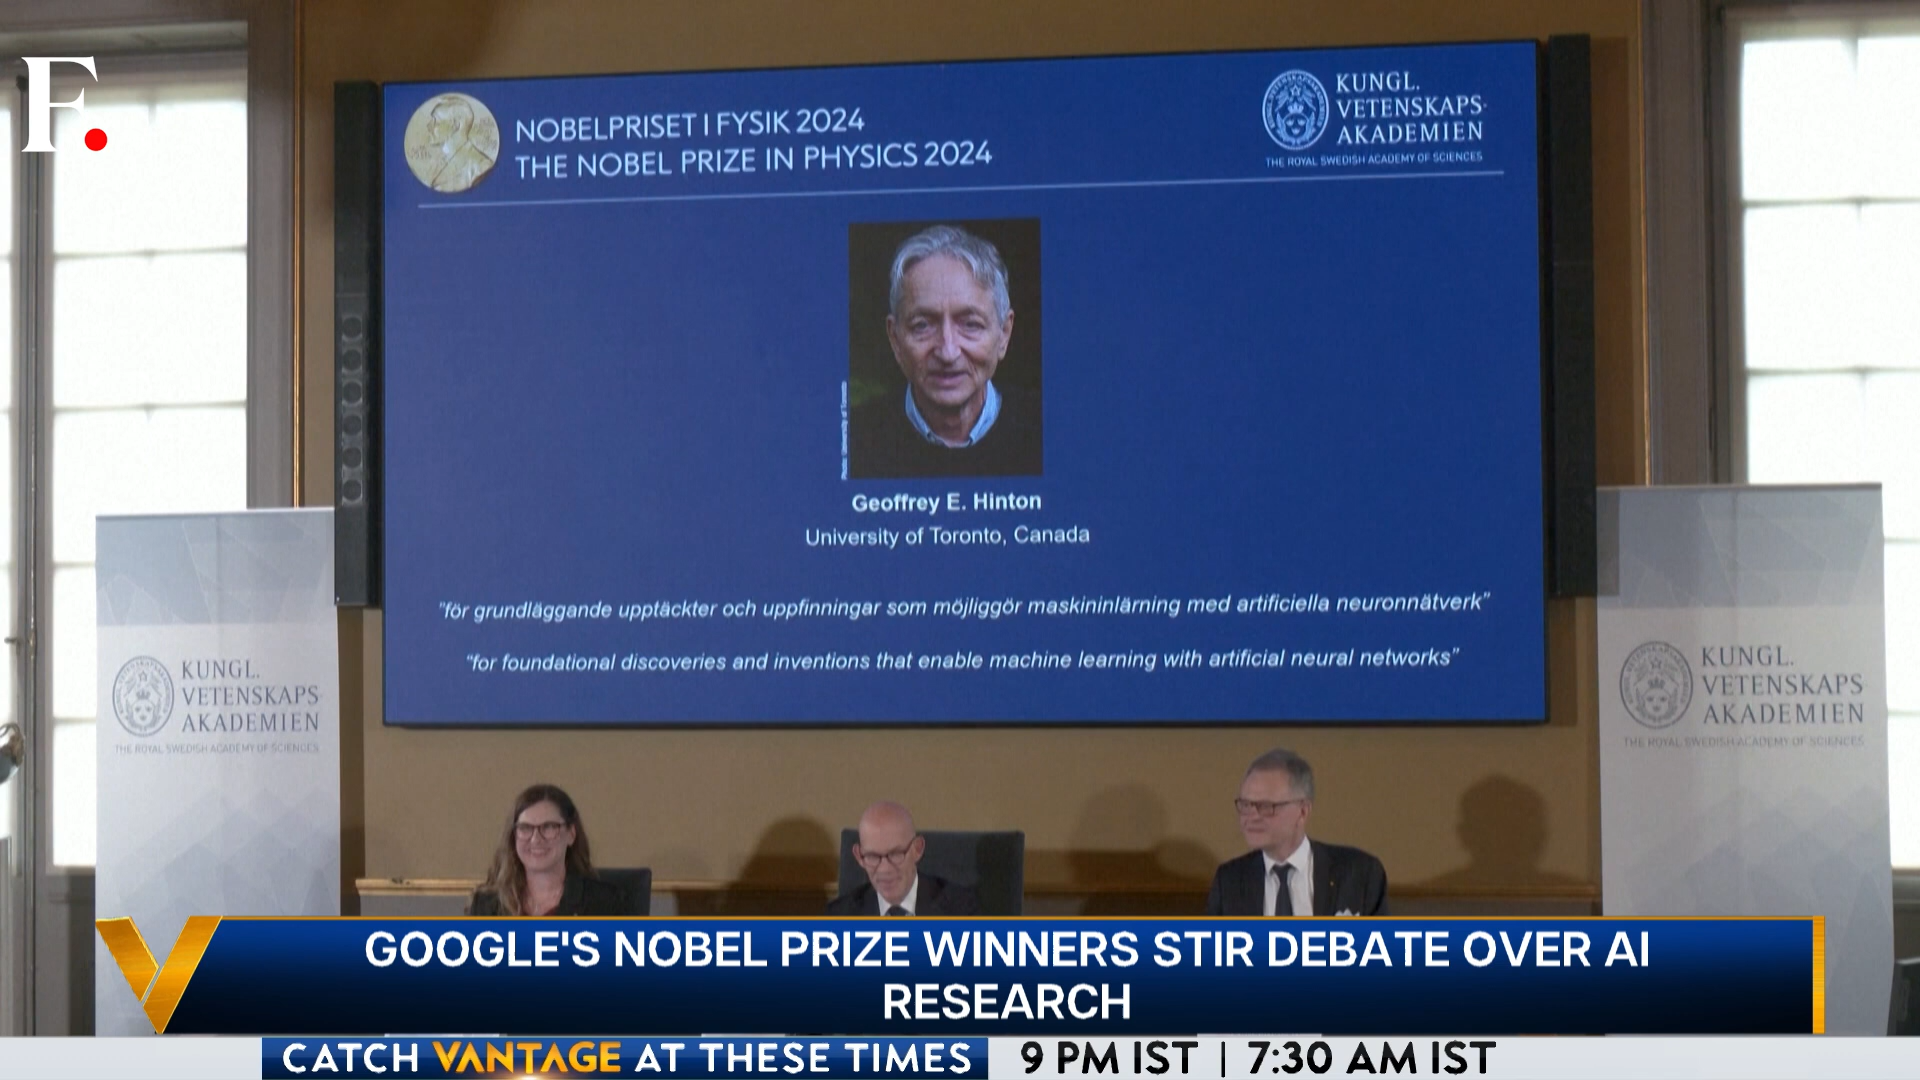 F.
NOBELPRISET I FYSIK 2024
THE NOBEL PRIZE IN PHYSICS 2024
KUNGL.
VETENSKAPS-
AKADEMIEN
THE ROYAL SWEDISH ACADEMY OF SCIENCES
Photo: University of Toronto
Geoffrey E. Hinton
University of Toronto, Canada
"för grundläggande upptäckter och uppfinningar som möjliggör maskininlärning med artificiella neuronnätverk"
"for foundational discoveries and inventions that enable machine learning with artificial neural networks"
KUNGL.
VETENSKAPS-
AKADEMIEN
THE ROYAL SWEDISH ACADEMY OF SCIENCES
KUNGL.
VETENSKAPS
AKADEMIEN
THE ROYAL SWEDISH ACADEMY OF SCIENCES
GOOGLE'S NOBEL PRIZE WINNERS STIR DEBATE OVER AI
RESEARCH
CATCH VANTAGE AT THESE TIMES 9 PM IST | 7:30 AM IST